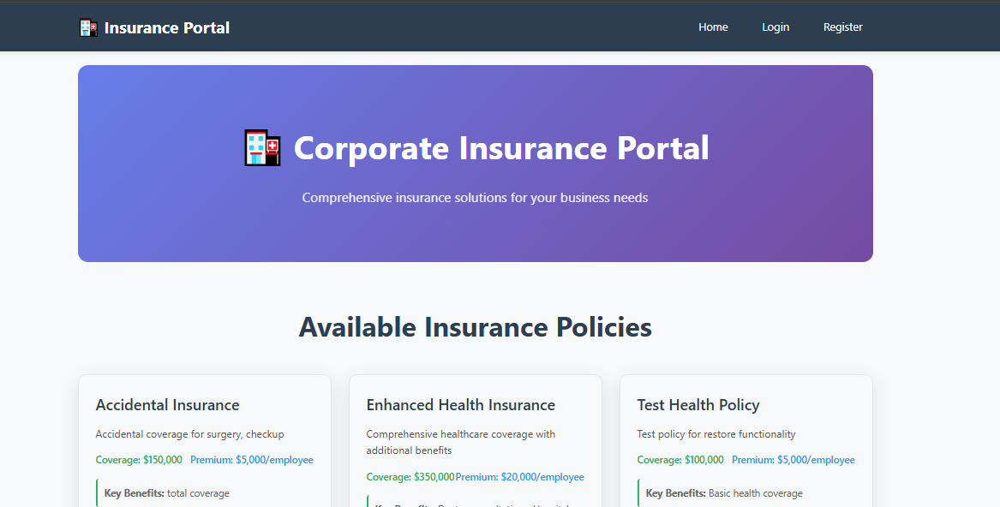 Insurance Portal
Home Login Register
Corporate Insurance Portal
Comprehensive insurance solutions for your business needs
Available Insurance Policies
Accidental Insurance
Accidental coverage for surgery, checkup
Coverage: $150,000 Premium: $5,000/employee
Key Benefits: total coverage
Enhanced Health Insurance
Comprehensive healthcare coverage with
additional benefits
Coverage: $350,000 Premium: $20,000/employee
Test Health Policy
Test policy for restore functionality
Coverage: $100,000 Premium: $5,000/employee
Key Benefits: Basic health coverage